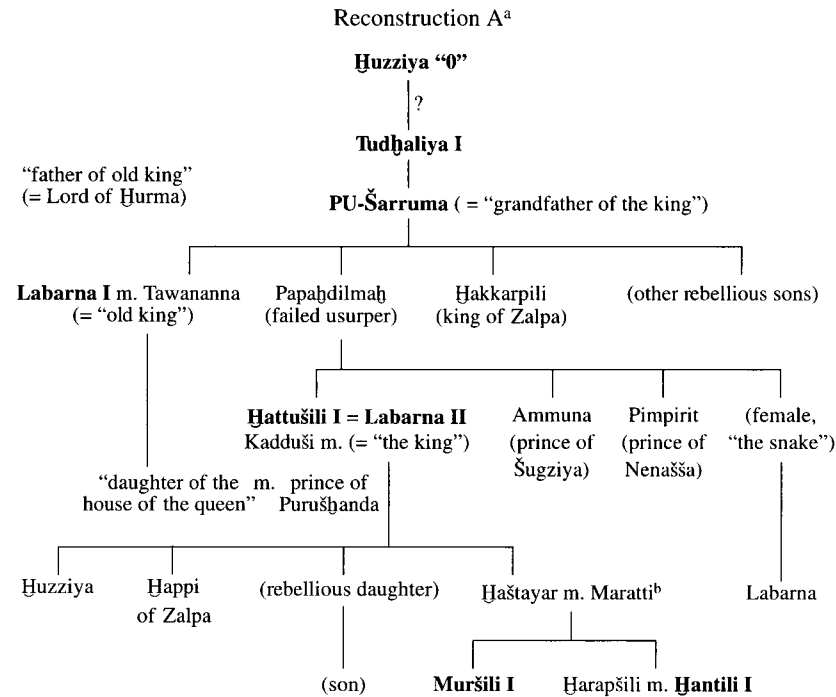 Reconstruction Aᵃ
Ḫuzziya “0”
?
Tudḫaliya I
“father of old king”
(= Lord of Ḫurma)
PU-Šarruma ( = “grandfather of the king”)
Labarna I m. Tawananna
(= “old king”)
Papaḫdilmaḫ
(failed usurper)
Ḫakkarpili
(king of Zalpa)
(other rebellious sons)
Ḫattušili I = Labarna II
Kadduši m. (= “the king”)
Ammuna
(prince of
Šugziya)
Pimpirit
(prince of
Nenašša)
(female,
“the snake”)
“daughter of the m. prince of
house of the queen” Purušḫanda
Ḫuzziya
Ḫappi
of Zalpa
(rebellious daughter)
Ḫaštayar m. Marattiᵇ
Labarna
(son)
Muršili I
Ḫarapšili m. Ḫantili I